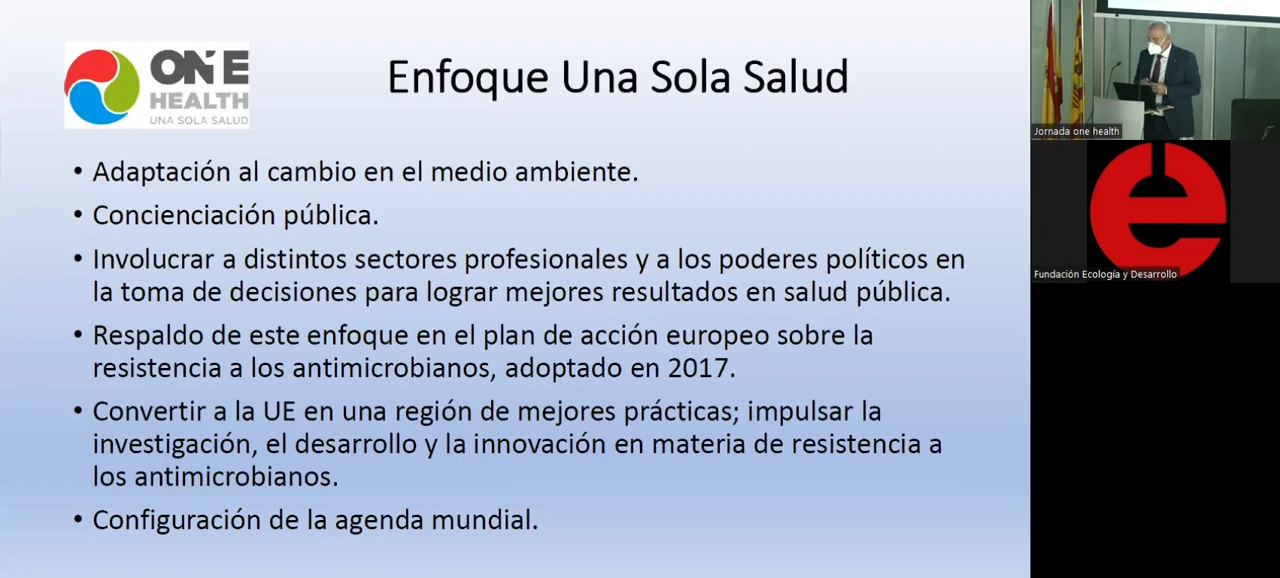 ONE
HEALTH
UNA SOLA SALUD
Enfoque Una Sola Salud
• Adaptación al cambio en el medio ambiente.
• Concienciación pública.
• Involucrar a distintos sectores profesionales y a los poderes políticos en
la toma de decisiones para lograr mejores resultados en salud pública.
• Respaldo de este enfoque en el plan de acción europeo sobre la
resistencia a los antimicrobianos, adoptado en 2017.
• Convertir a la UE en una región de mejores prácticas; impulsar la
investigación, el desarrollo y la innovación en materia de resistencia a
los antimicrobianos.
• Configuración de la agenda mundial.
Jornada one health
e
Fundación Ecología y Desarrollo